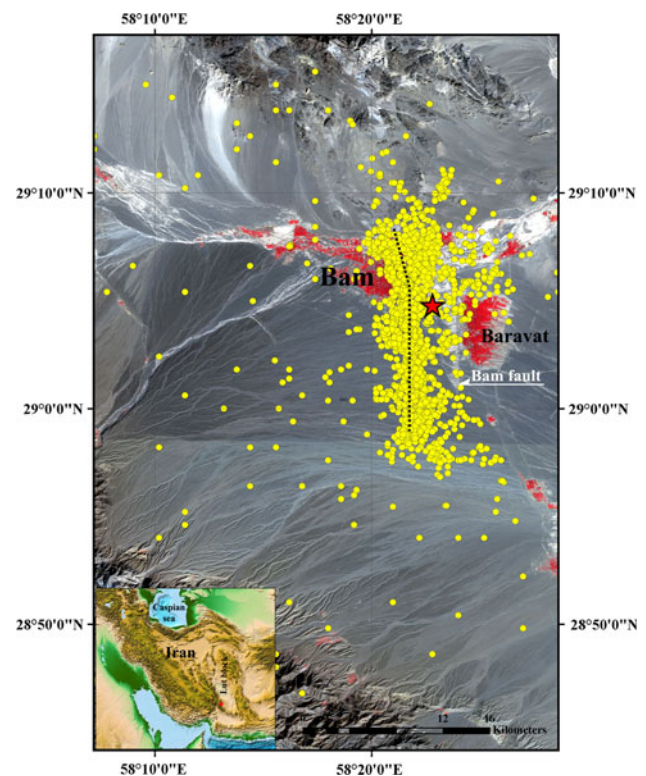 58°10'0"E
58°20'0"E
29°10'0"N
29°10'0"N
Bam
Baravat
Bam fault
29°0'0"N
29°0'0"N
28°50'0"N
28°50'0"N
Caspian
sea
Iran
Lut block
12
16
Kilometers
58°10'0"E
58°20'0"E